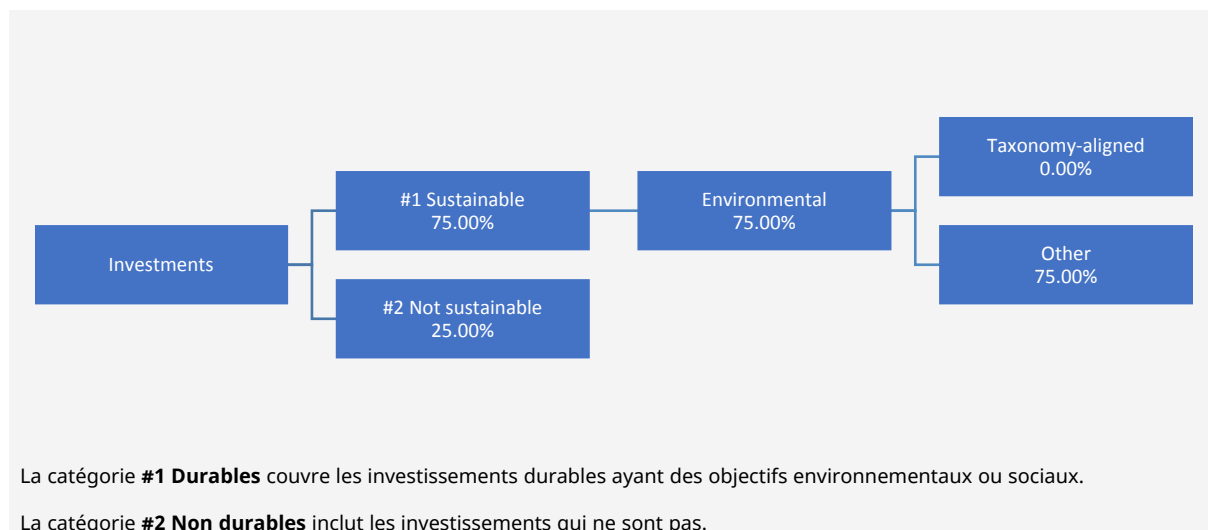 Taxonomy-aligned
0.00%
#1 Sustainable
75.00%
Environmental
75.00%
Investments
Other
75.00%
#2 Not sustainable
25.00%
La catégorie #1 Durables couvre les investissements durables ayant des objectifs environnementaux ou sociaux.
La catégorie #2 Non durables inclut les investissements qui ne sont pas.